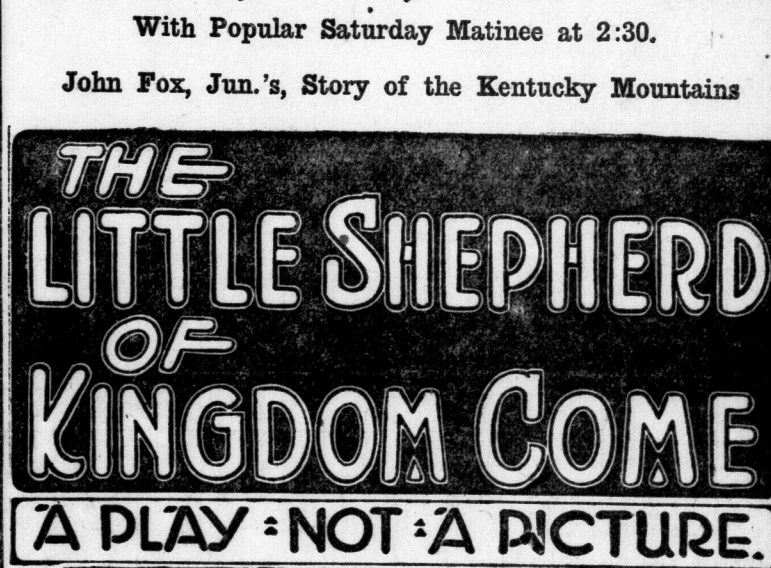 With Popular Saturday Matinee at 2:30.
John Fox, Jun.'s, Story of the Kentucky Mountains
THE
LITTLE SHEPHERD
OF
KINGDOM COME
A PLAY : NOT : A PICTURE.